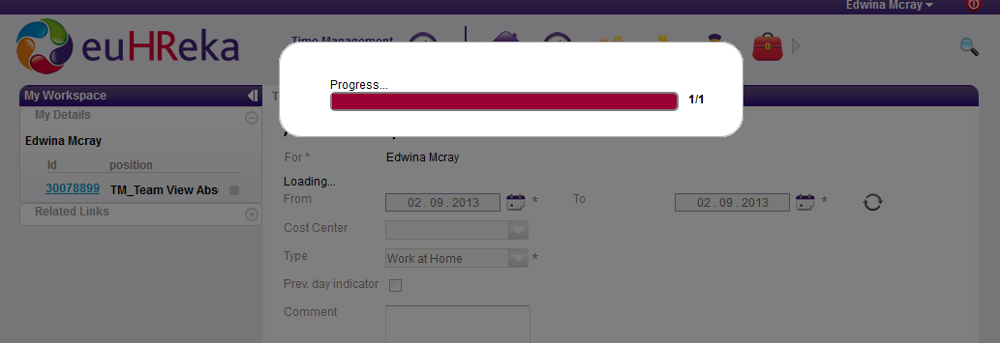 Edwina Mcray
euHReka
Time Management
Progress...
1/1
My Workspace
My Details
Edwina Mcray
Id position
30078899 TM_Team View Abs
Related Links
For * Edwina Mcray
Loading...
From 02 . 09 . 2013 * To 02 . 09 . 2013 *
Cost Center
Type Work at Home *
Prev. day indicator
Comment